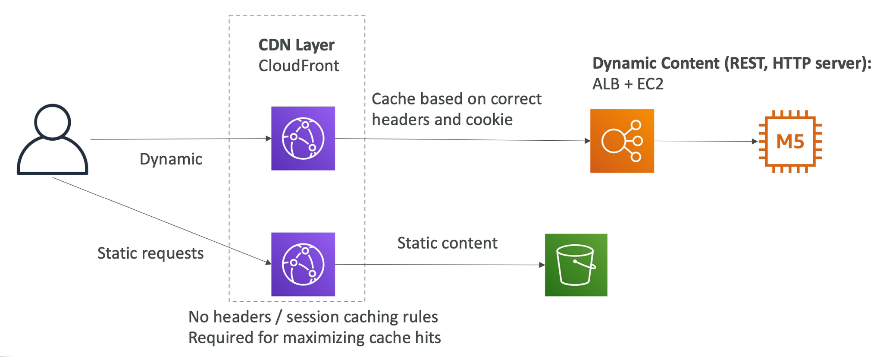 CDN Layer
CloudFront
Dynamic Content (REST, HTTP server):
ALB + EC2
Cache based on correct
headers and cookie
M5
Dynamic
Static requests
Static content
No headers / session caching rules
Required for maximizing cache hits